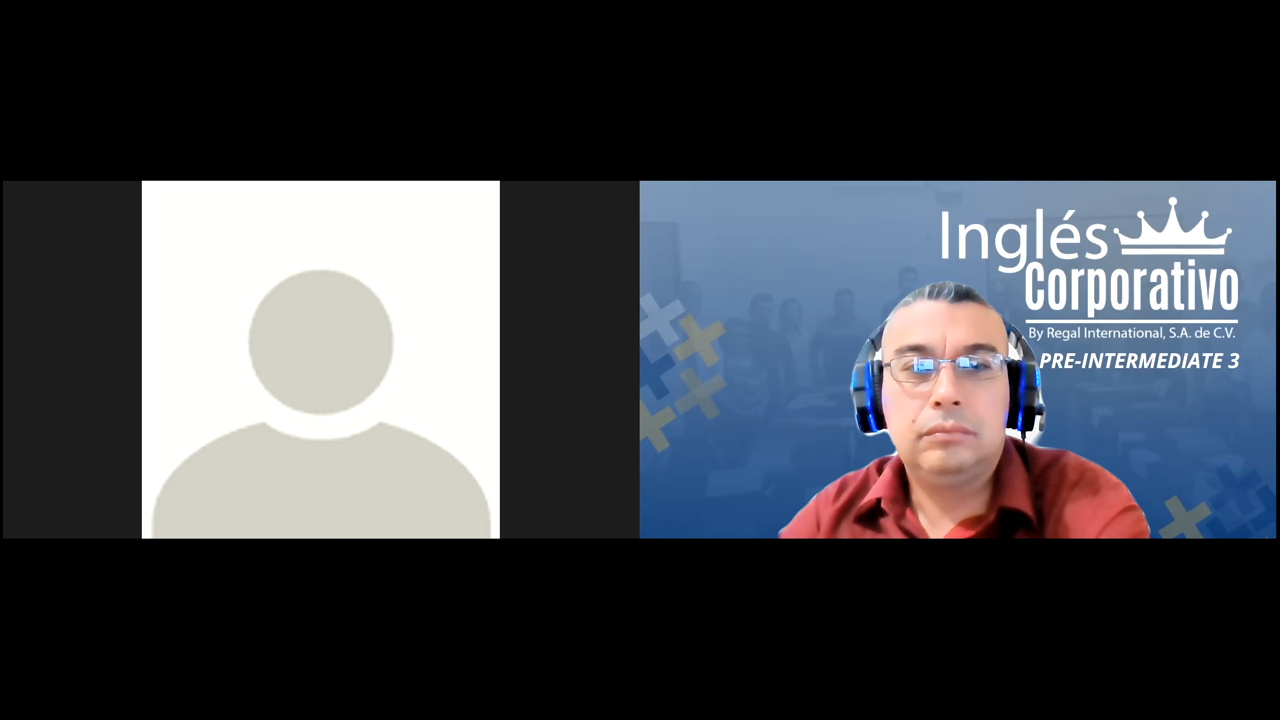 Inglés
Corporativo
By Regal International, S.A. de C.V.
PRE-INTERMEDIATE 3